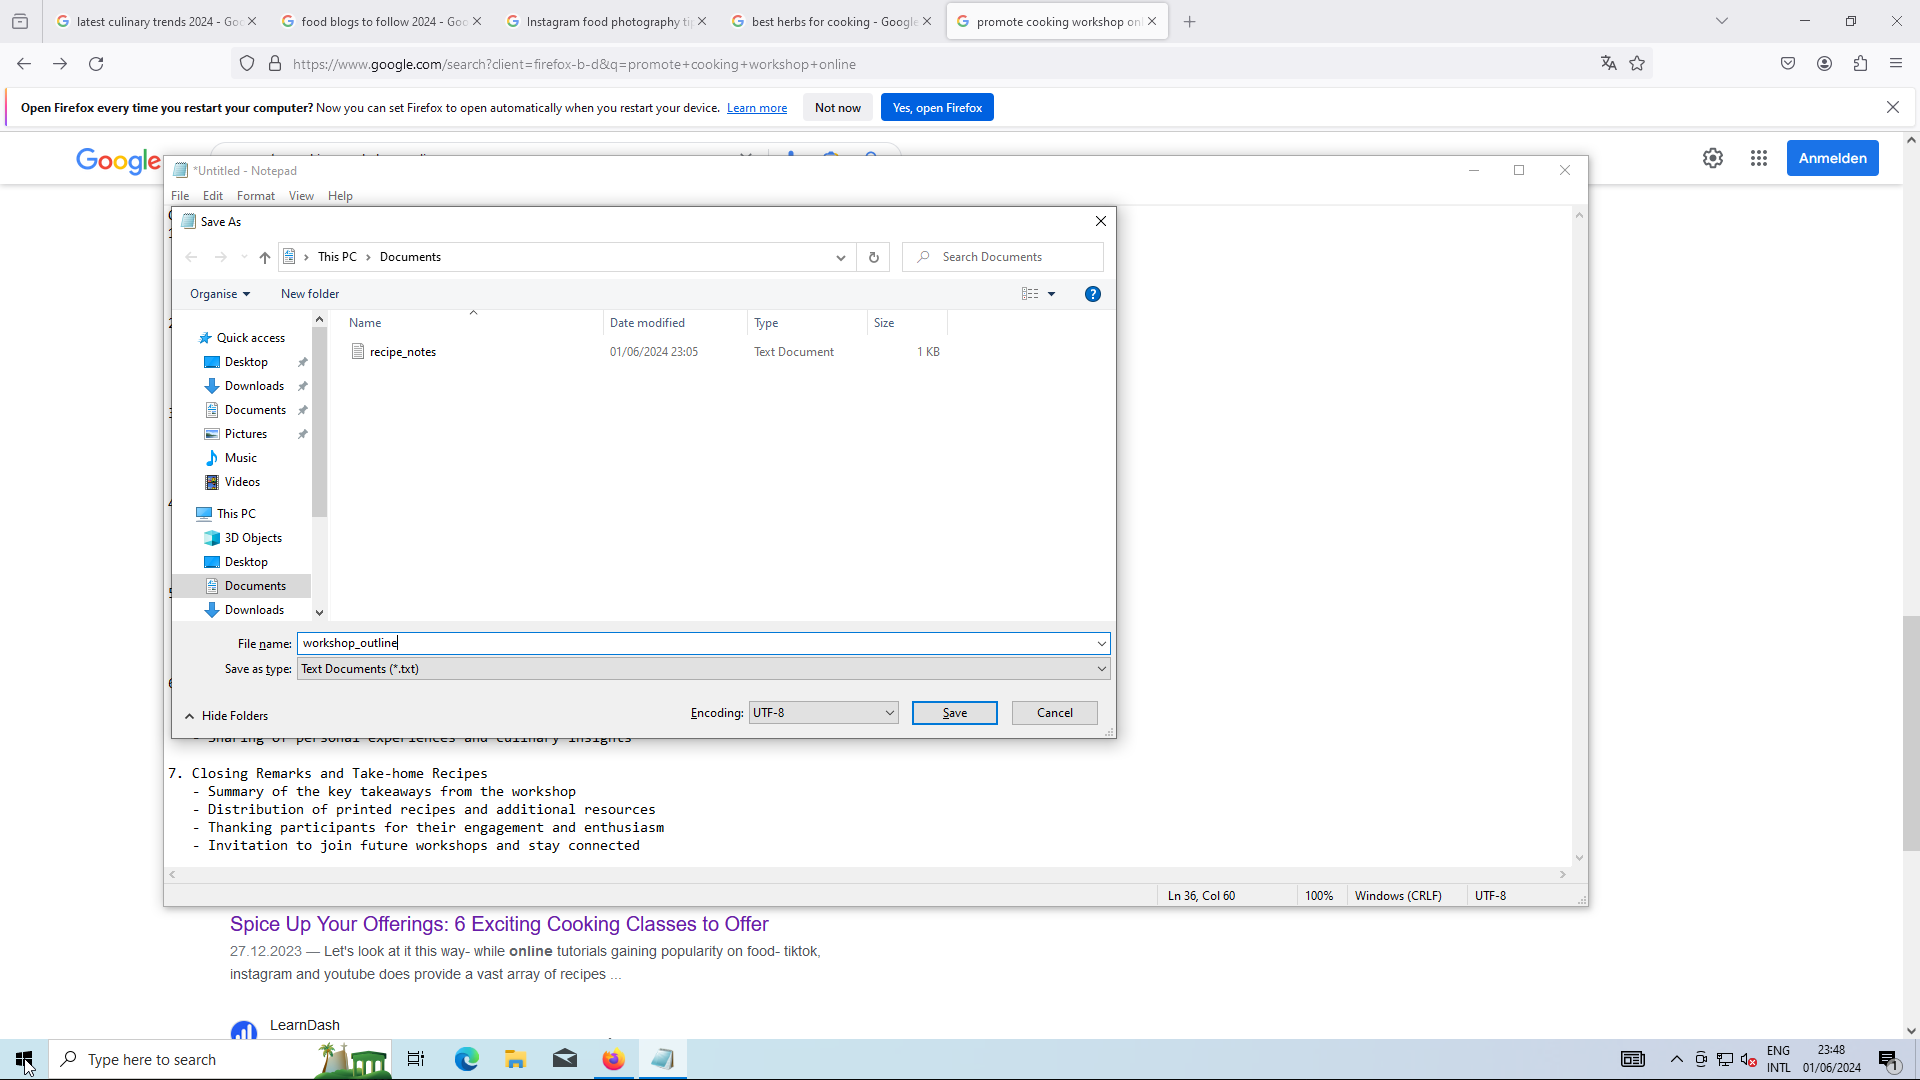 latest culinary trends 2024 - Goo
food blogs to follow 2024 - Goo
Instagram food photography tip
best herbs for cooking - Google
promote cooking workshop onl
https://www.google.com/search?client=firefox-b-d&q=promote+cooking+workshop+online
Open Firefox every time you restart your computer? Now you can set Firefox to open automatically when you restart your device. Learn more
Not now
Yes, open Firefox
Google
Anmelden
*Untitled - Notepad
File Edit Format View Help
Save As
This PC > Documents
Search Documents
Organise
New folder
Name
Date modified
Type
Size
Quick access
recipe_notes
01/06/2024 23:05
Text Document
1 KB
Desktop
Downloads
Documents
Pictures
Music
Videos
This PC
3D Objects
Desktop
Documents
Downloads
File name: workshop_outline
Save as type: Text Documents (*.txt)
Hide Folders
Encoding: UTF-8
Save
Cancel
- Sharing of personal experiences and culinary insights
7. Closing Remarks and Take-home Recipes
- Summary of the key takeaways from the workshop
- Distribution of printed recipes and additional resources
- Thanking participants for their engagement and enthusiasm
- Invitation to join future workshops and stay connected
Ln 36, Col 60
100%
Windows (CRLF)
UTF-8
Spice Up Your Offerings: 6 Exciting Cooking Classes to Offer
27.12.2023 — Let's look at it this way- while online tutorials gaining popularity on food- tiktok,
instagram and youtube does provide a vast array of recipes ...
LearnDash
Type here to search
ENG
INTL
23:48
01/06/2024
1